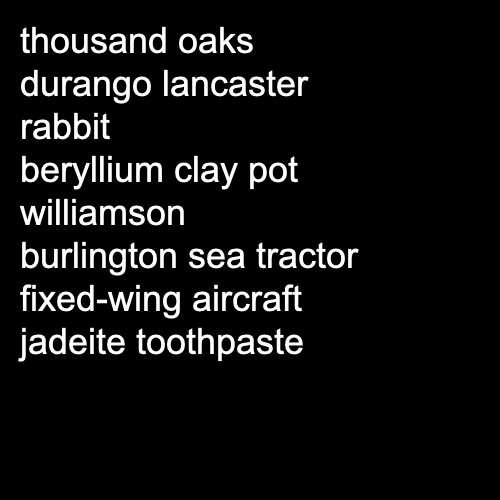 thousand oaks
durango lancaster
rabbit
beryllium clay pot
williamson
burlington sea tractor
fixed-wing aircraft
jadeite toothpaste